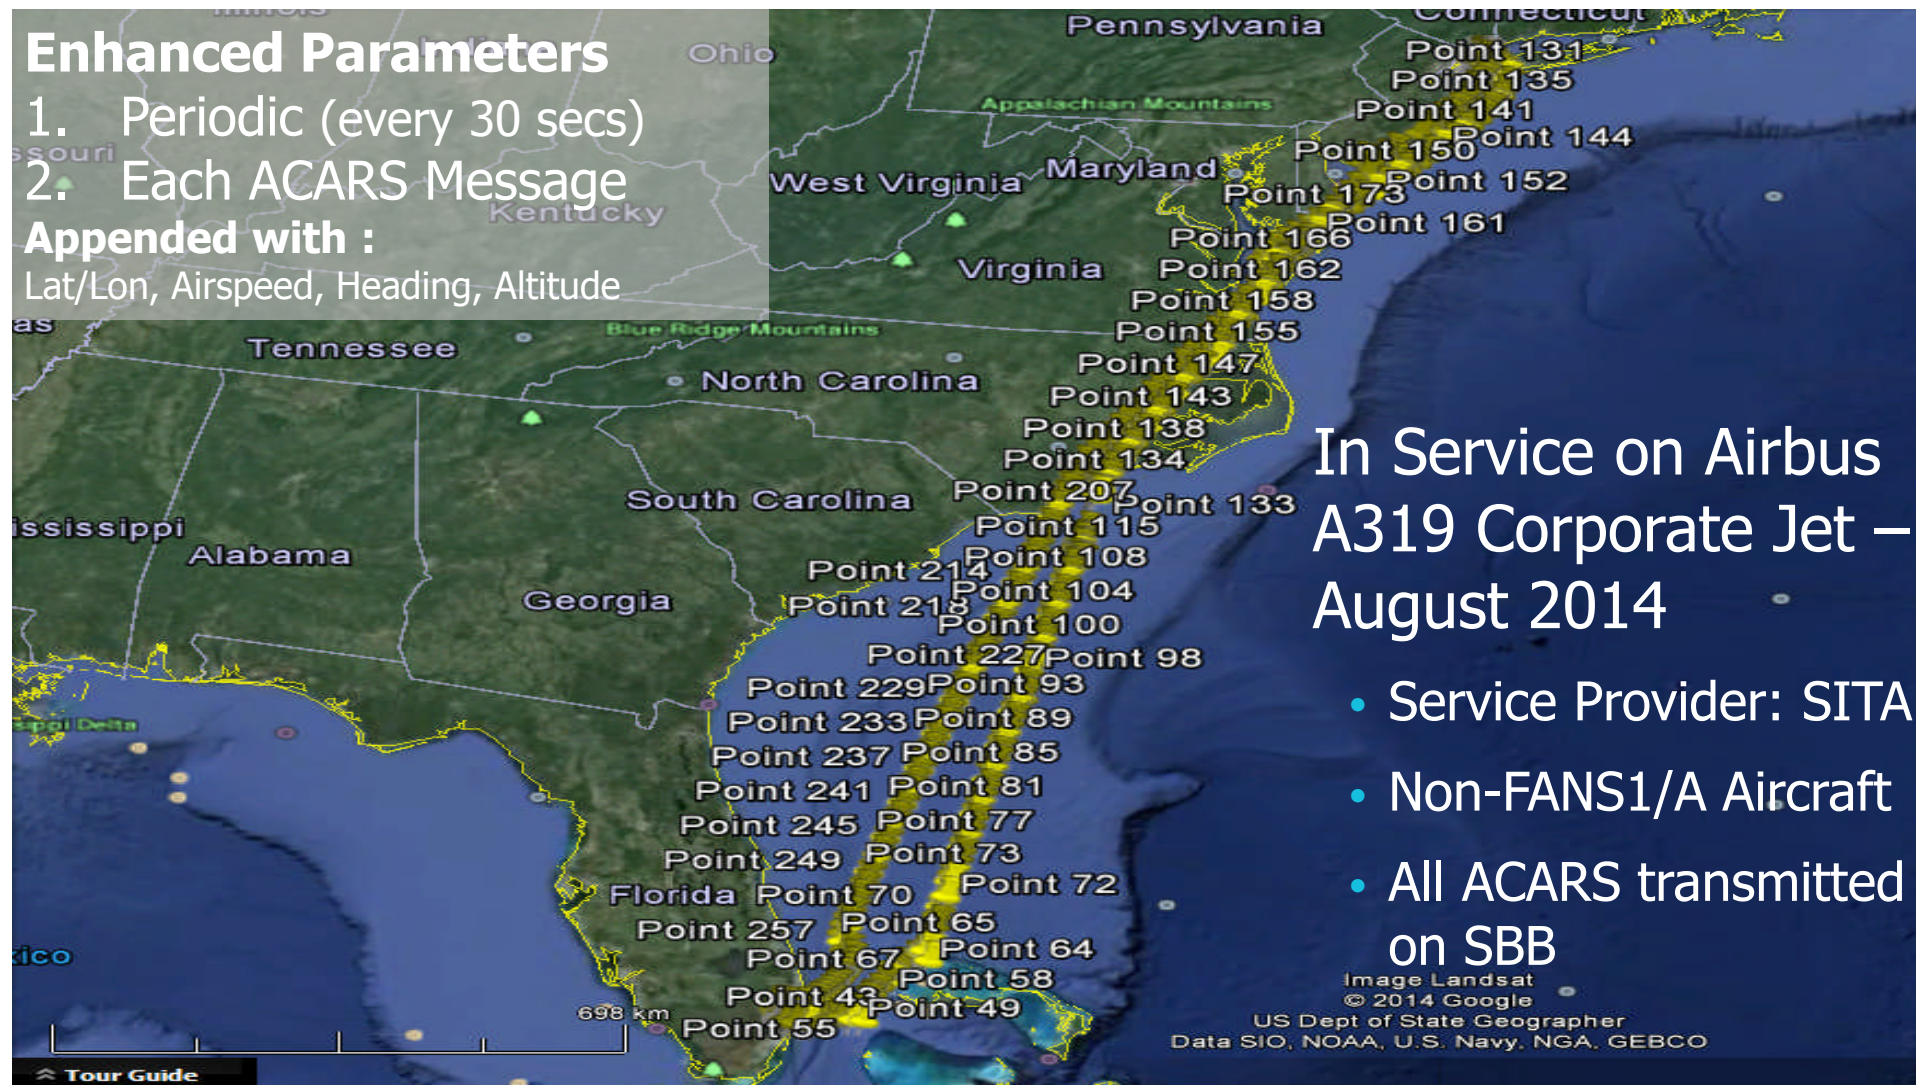 Enhanced Parameters
1. Periodic (every 30 secs)
2. Each ACARS Message
Appended with :
Lat/Lon, Airspeed, Heading, Altitude
Illinois
Ohio
Kentucky
ssouri
as
Pennsylvania
Connecticut
Appalachian Mountains
Maryland
West Virginia
Virginia
Blue Ridge Mountains
Tennessee
North Carolina
South Carolina
ississippi
Alabama
Georgia
sippi Delta
Florida
xico
Point 131
Point 135
Point 141
Point 144
Point 150
Point 152
Point 173
Point 161
Point 166
Point 162
Point 158
Point 155
Point 147
Point 143
Point 138
Point 134
Point 207
Point 133
Point 115
Point 108
Point 214
Point 104
Point 218
Point 100
Point 227
Point 98
Point 229
Point 93
Point 233
Point 89
Point 237
Point 85
Point 241
Point 81
Point 245
Point 77
Point 249
Point 73
Point 72
Point 70
Point 65
Point 257
Point 64
Point 67
Point 58
Point 43
Point 49
Point 55
In Service on Airbus
A319 Corporate Jet –
August 2014
• Service Provider: SITA
• Non-FANS1/A Aircraft
• All ACARS transmitted
on SBB
Image Landsat
© 2014 Google
US Dept of State Geographer
Data SIO, NOAA, U.S. Navy, NGA, GEBCO
698 km
Tour Guide